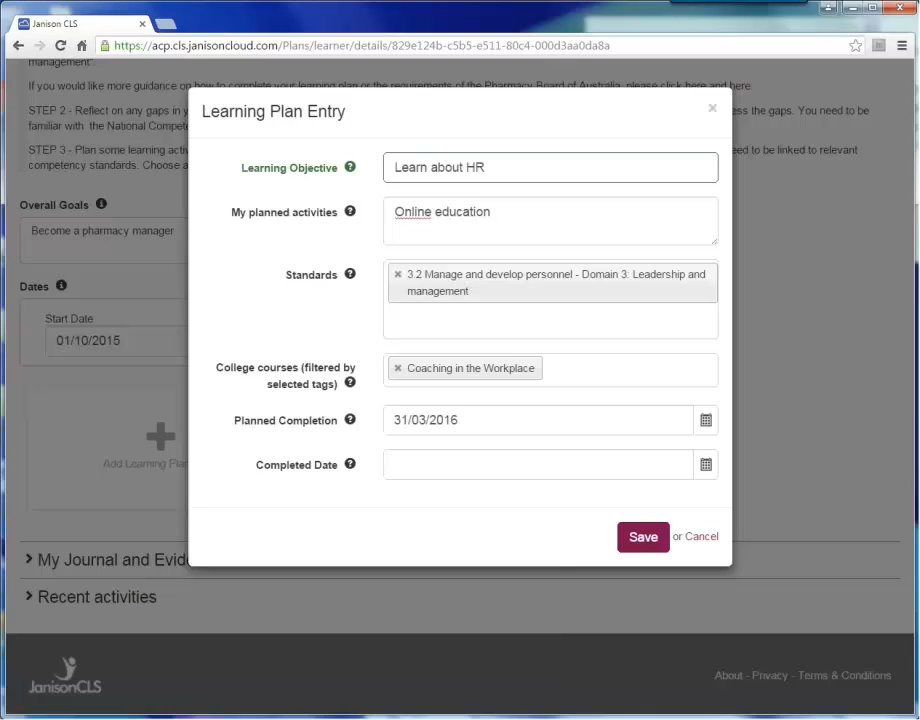 Janison CLS
https://acp.cls.janisoncloud.com/Plans/learner/details/829e124b-c5b5-e511-80c4-000d3aa0da8a
management".
If you would like more guidance on how to complete your learning plan or the requirements of the Pharmacy Board of Australia, please click here and here.
STEP 2 - Reflect on any gaps in y
ess the gaps. You need to be
familiar with the National Compete
STEP 3 - Plan some learning activ
eed to be linked to relevant
competency standards. Choose a
Learning Plan Entry
Learning Objective
Learn about HR
My planned activities
Online education
Standards
3.2 Manage and develop personnel - Domain 3: Leadership and
management
College courses (filtered by
selected tags)
Coaching in the Workplace
Planned Completion
31/03/2016
Completed Date
Save or Cancel
Overall Goals
Become a pharmacy manager
Dates
Start Date
01/10/2015
Add Learning Plan
My Journal and Evide
Recent activities
JanisonCLS
About - Privacy - Terms & Conditions